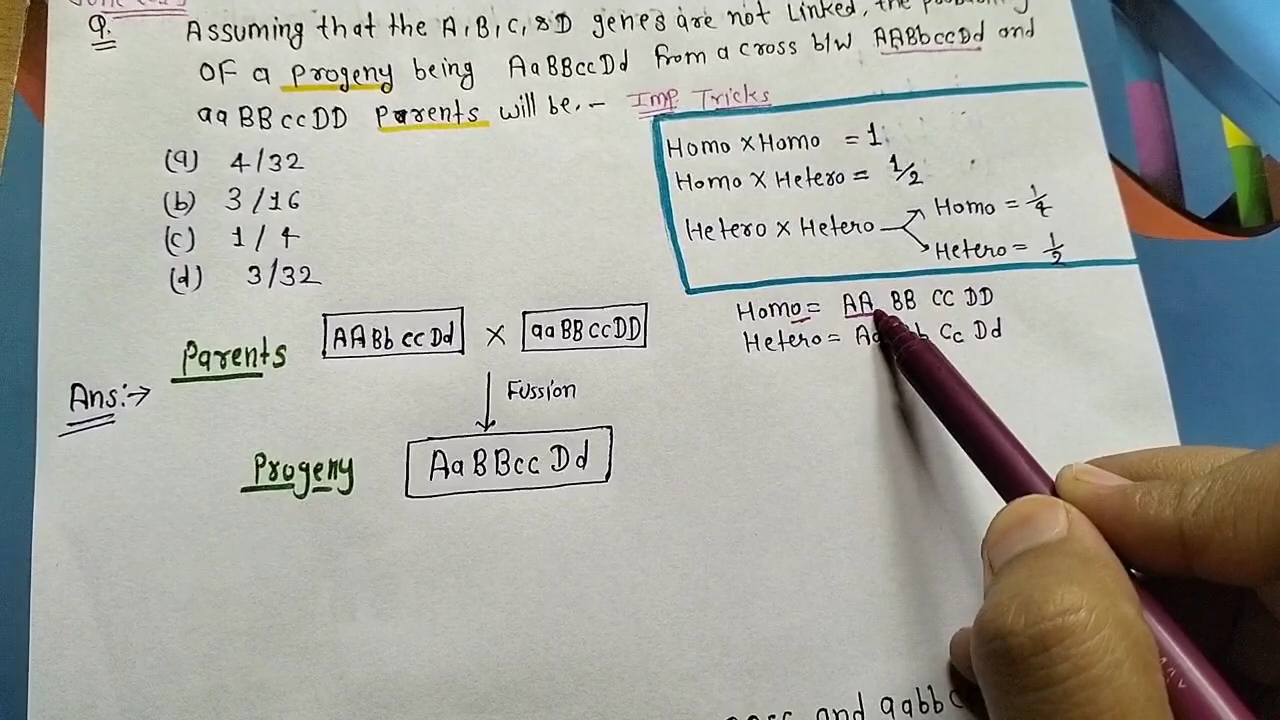 Q. Assuming that the A, B, C, & D genes are not Linked, the
OF a progeny being AaBBccDd from a cross b/w AABbccDd and
aaBBccDD Parents will be.- Imp. Tricks
(a) 4/32
(b) 3/16
(c) 1/4
(d) 3/32
Homo X Homo = 1
Homo X Hetero = 1/2
Hetero X Hetero Homo = 1/4
Hetero = 1/2
Homo = AA BB CC DD
Hetero = Aa Bb Cc Dd
Parents AABbccDd X aaBBccDD
Ans:→
Fussion
Progeny AaBBccDd
and aabb